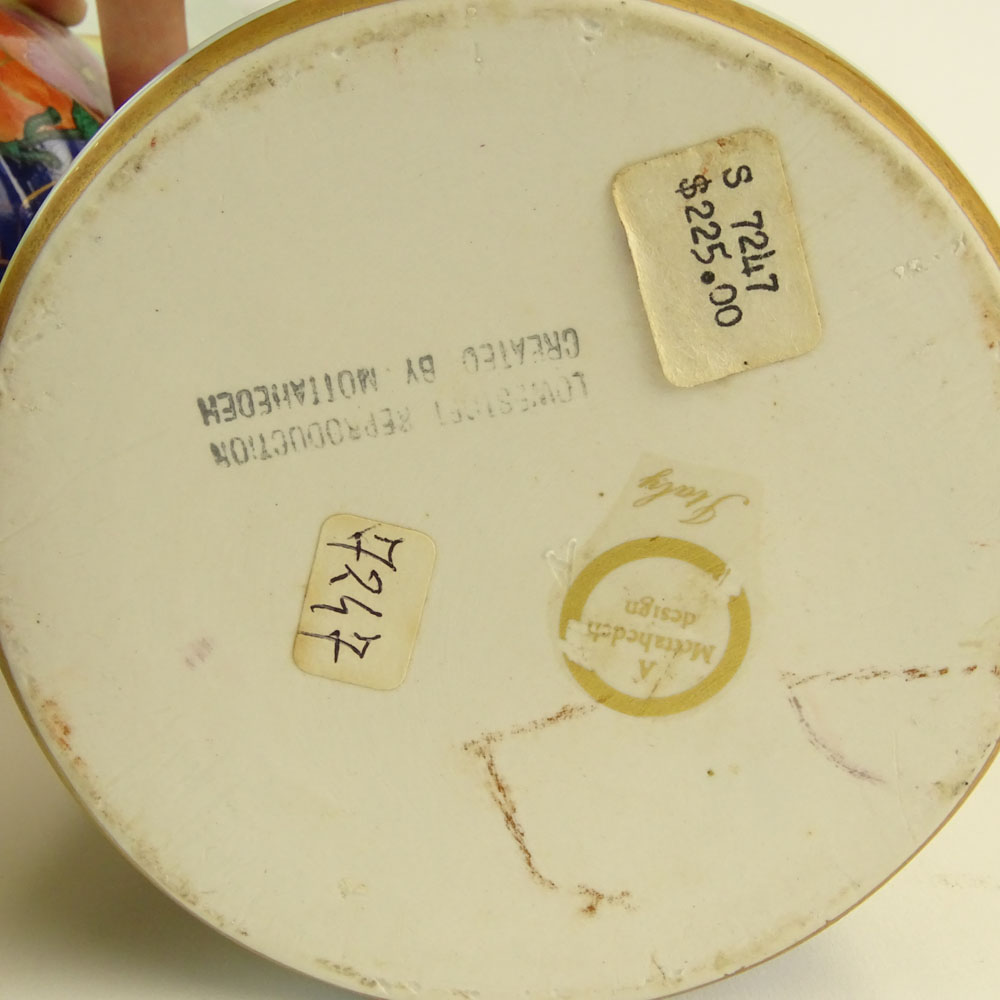 S 7247
$225.00
LOWESTOFT REPRODUCTION
CREATED BY MOTTAHEDEH
7247
A
Mottahedeh
design
Italy